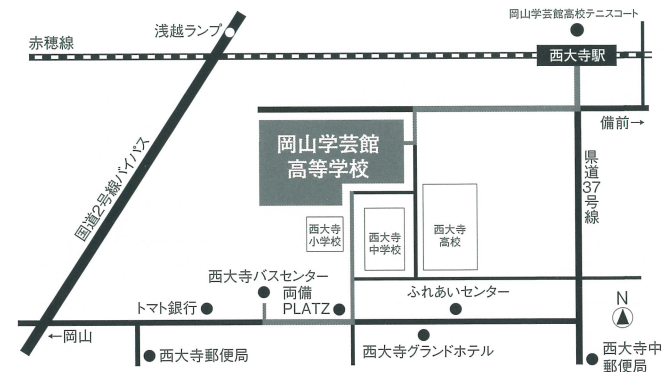 岡山学芸館高校テニスコート
浅越ランプ
赤穂線
西大寺駅
備前→
岡山学芸館
高等学校
国道2号線バイパス
県道37号線
西大寺
小学校
西大寺
中学校
西大寺
高校
西大寺バスセンター
両備
PLATZ
トマト銀行
ふれあいセンター
N
←岡山
西大寺郵便局
西大寺グランドホテル
西大寺中
郵便局